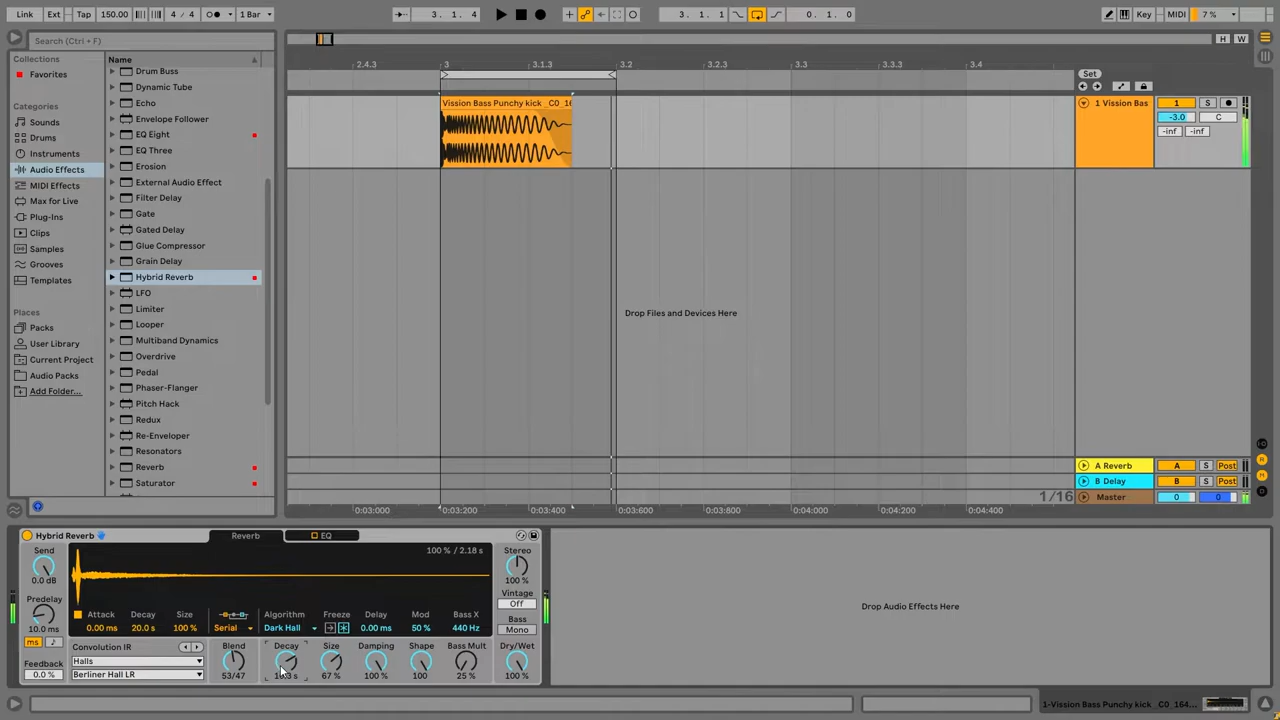 Link Ext Tap 150.00 4 / 4 1 Bar 3. 1. 4 3. 1. 1 0. 1. 0 Key MIDI 7 %
Search (Ctrl + F)
H W
Collections
Favorites
Categories
Sounds
Drums
Instruments
Audio Effects
MIDI Effects
Max for Live
Plug-Ins
Clips
Samples
Grooves
Templates
Places
Packs
User Library
Current Project
Audio Packs
Add Folder...
Name
Drum Buss
Dynamic Tube
Echo
Envelope Follower
EQ Eight
EQ Three
Erosion
External Audio Effect
Filter Delay
Gate
Gated Delay
Glue Compressor
Grain Delay
Hybrid Reverb
LFO
Limiter
Looper
Multiband Dynamics
Overdrive
Pedal
Phaser-Flanger
Pitch Hack
Redux
Re-Enveloper
Resonators
Reverb
Saturator
2.4.3 3 3.1.3 3.2 3.2.3 3.3 3.3.3 3.4
Set
Vission Bass Punchy kick _C0_16
1 Vission Bas 1 S
-3.0 C
-inf -inf
Drop Files and Devices Here
A Reverb A S Post
B Delay B S Post
1/16 Master 0 0
0:03:000 0:03:200 0:03:400 0:03:600 0:03:800 0:04:000 0:04:200 0:04:400
Hybrid Reverb Reverb EQ
Send
0.0 dB
Predelay
10.0 ms
ms
Feedback
0.0 %
100 % / 2.18 s
Attack Decay Size Algorithm Freeze Delay Mod Bass X
0.00 ms 20.0 s 100 % Serial Dark Hall 0.00 ms 50 % 440 Hz
Convolution IR
Halls
Berliner Hall LR
Blend Decay Size Damping Shape Bass Mult
53/47 67 % 100 % 100 25 %
Stereo
100 %
Vintage
Off
Bass
Mono
Dry/Wet
100 %
Drop Audio Effects Here
1-Vission Bass Punchy kick _C0_164...